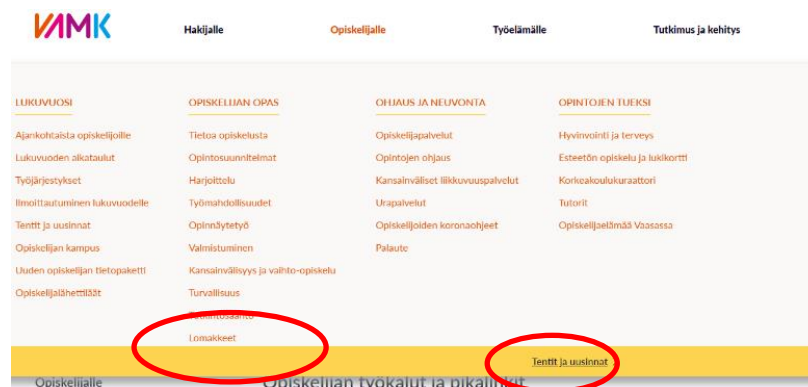 VAMK
Hakijalle
Opiskelijalle
Työelämälle
Tutkimus ja kehitys
LUKUVUOSI
Ajankohtaista opiskelijoille
Lukuvuoden aikataulut
Työjärjestykset
Ilmoittautuminen lukuvuodelle
Tentit ja uusinnat
Opiskelijan kampus
Uuden opiskelijan tietopaketti
Opiskelijalähettiläät
OPISKELIJAN OPAS
Tietoa opiskelusta
Opintosuunnitelmat
Harjoittelu
Työmahdollisuudet
Opinnäytetyö
Valmistuminen
Kansainvälisyys ja vaihto-opiskelu
Turvallisuus
Tutkintosääntö
Lomakkeet
OHJAUS JA NEUVONTA
Opiskelijapalvelut
Opintojen ohjaus
Kansainväliset liikkuvuuspalvelut
Urapalvelut
Opiskelijoiden koronaohjeet
Palaute
OPINTOJEN TUEKSI
Hyvinvointi ja terveys
Esteetön opiskelu ja lukikortti
Korkeakoulukuraattori
Tutorit
Opiskelijaelämää Vaasassa
Tentit ja uusinnat
Opiskelijalle
Opiskelijan työkalut ja pikalinkit